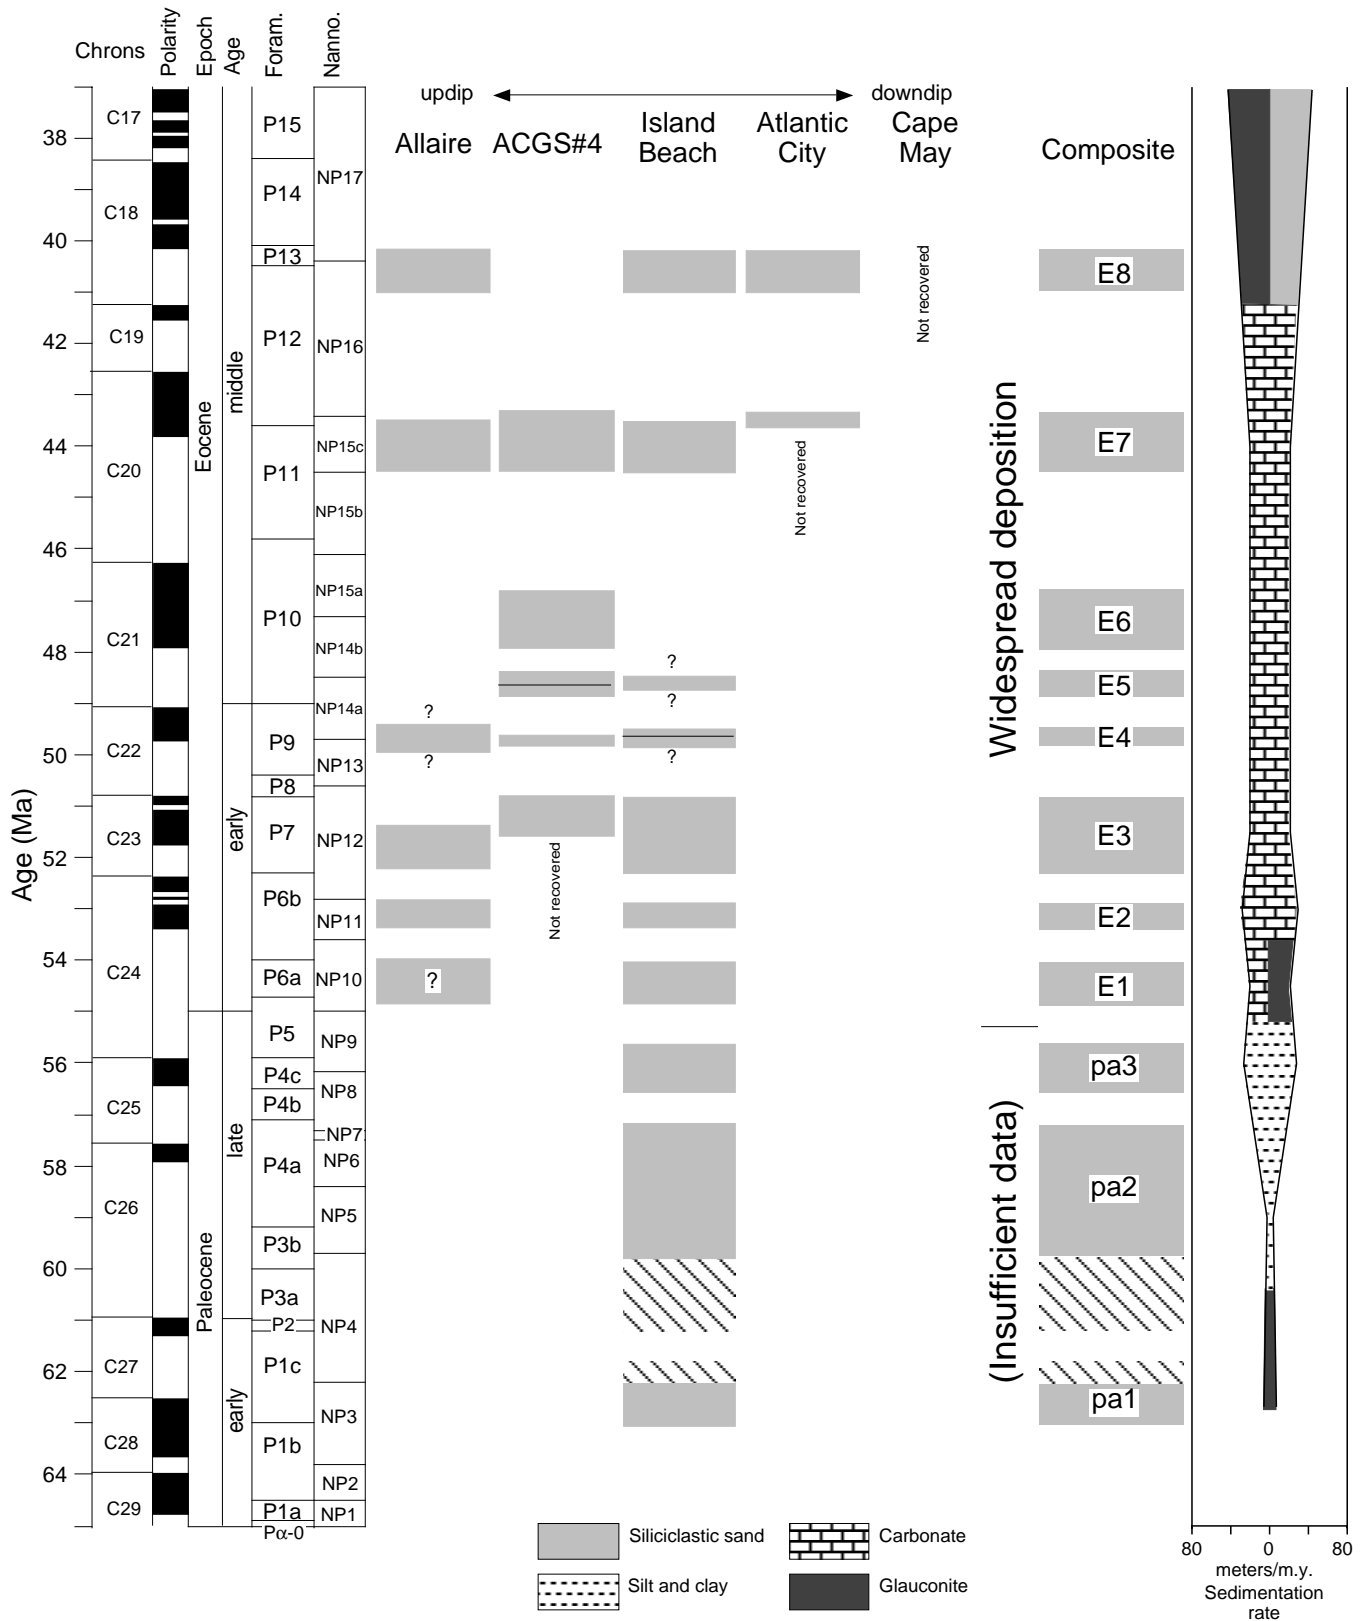 Chrons
Polarity
Epoch
Age
Foram.
Nanno.
updip
downdip
Allaire
ACGS#4
Island
Beach
Atlantic
City
Cape
May
Composite
Age (Ma)
38
40
42
44
46
48
50
52
54
56
58
60
62
64
C17
C18
C19
C20
C21
C22
C23
C24
C25
C26
C27
C28
C29
Eocene
Paleocene
middle
early
late
early
P15
P14
P13
P12
P11
P10
P9
P8
P7
P6b
P6a
P5
P4c
P4b
P4a
P3b
P3a
P2
P1c
P1b
P1a
Pα-0
NP17
NP16
NP15c
NP15b
NP15a
NP14b
NP14a
NP13
NP12
NP11
NP10
NP9
NP8
NP7
NP6
NP5
NP4
NP3
NP2
NP1
?
?
?
Not recovered
?
?
?
Not recovered
Not recovered
Widespread deposition
(Insufficient data)
E8
E7
E6
E5
E4
E3
E2
E1
pa3
pa2
pa1
Siliciclastic sand
Carbonate
Silt and clay
Glauconite
80 0 80
meters/m.y.
Sedimentation
rate